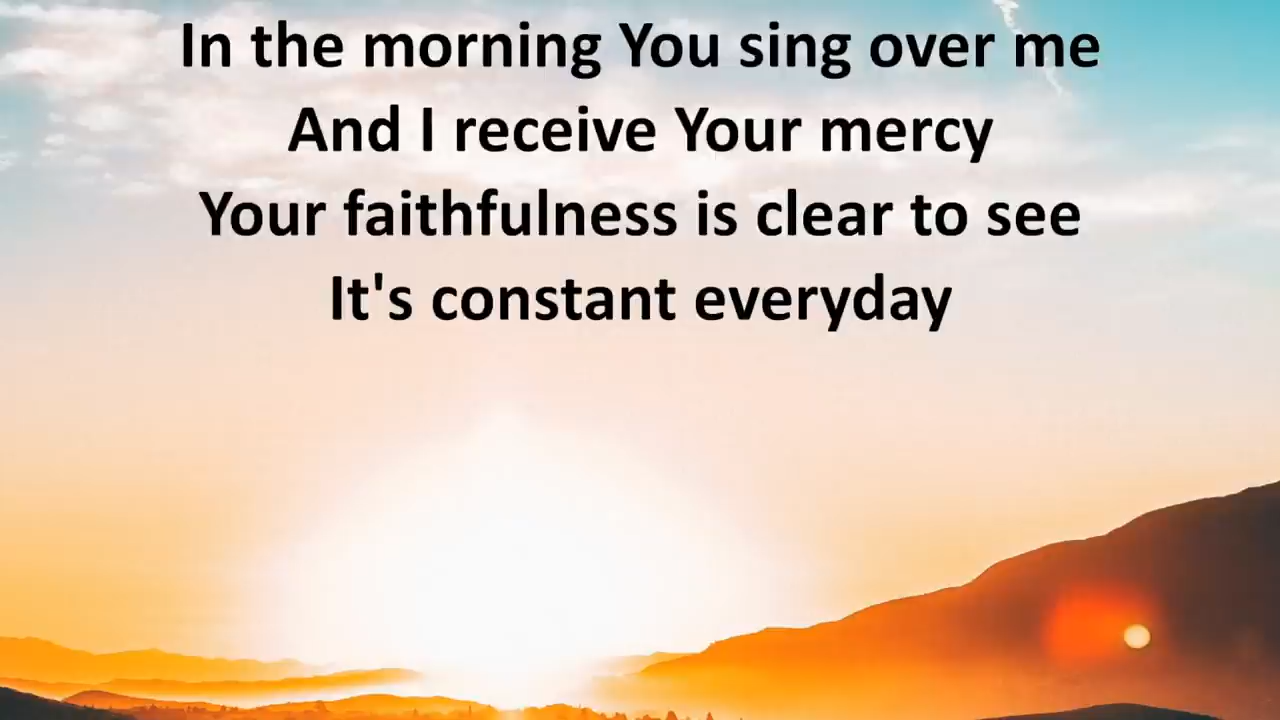 In the morning You sing over me
And I receive Your mercy
Your faithfulness is clear to see
It's constant everyday